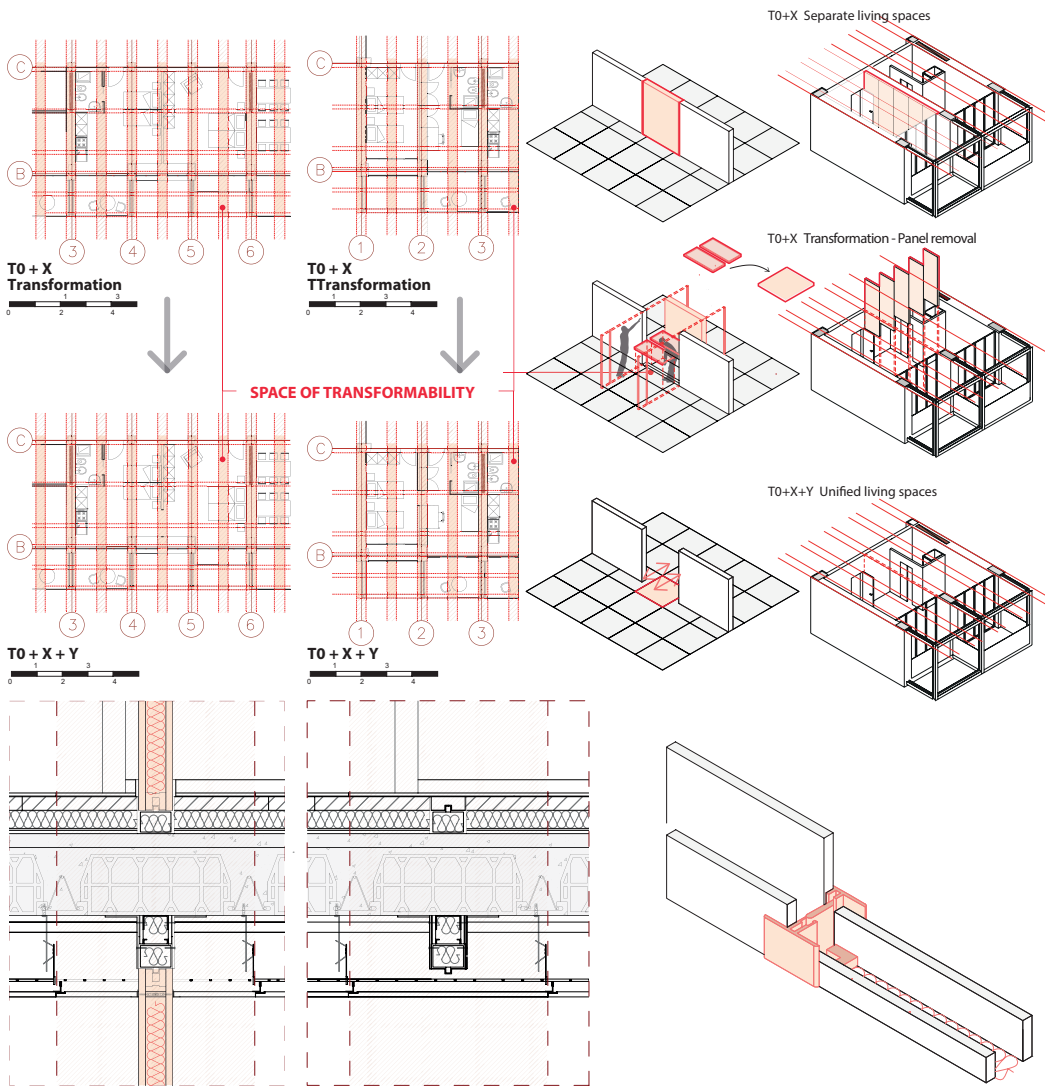 T0+X Separate living spaces
C
B
3
4
5
6
T0 + X
Transformation
1
3
0
2
4
C
B
1
2
3
T0 + X
TTransformation
1
3
0
2
4
T0+X Transformation - Panel removal
SPACE OF TRANSFORMABILITY
C
B
3
4
5
6
T0 + X + Y
1
3
0
2
4
C
B
1
2
3
T0 + X + Y
1
3
0
2
4
T0+X+Y Unified living spaces